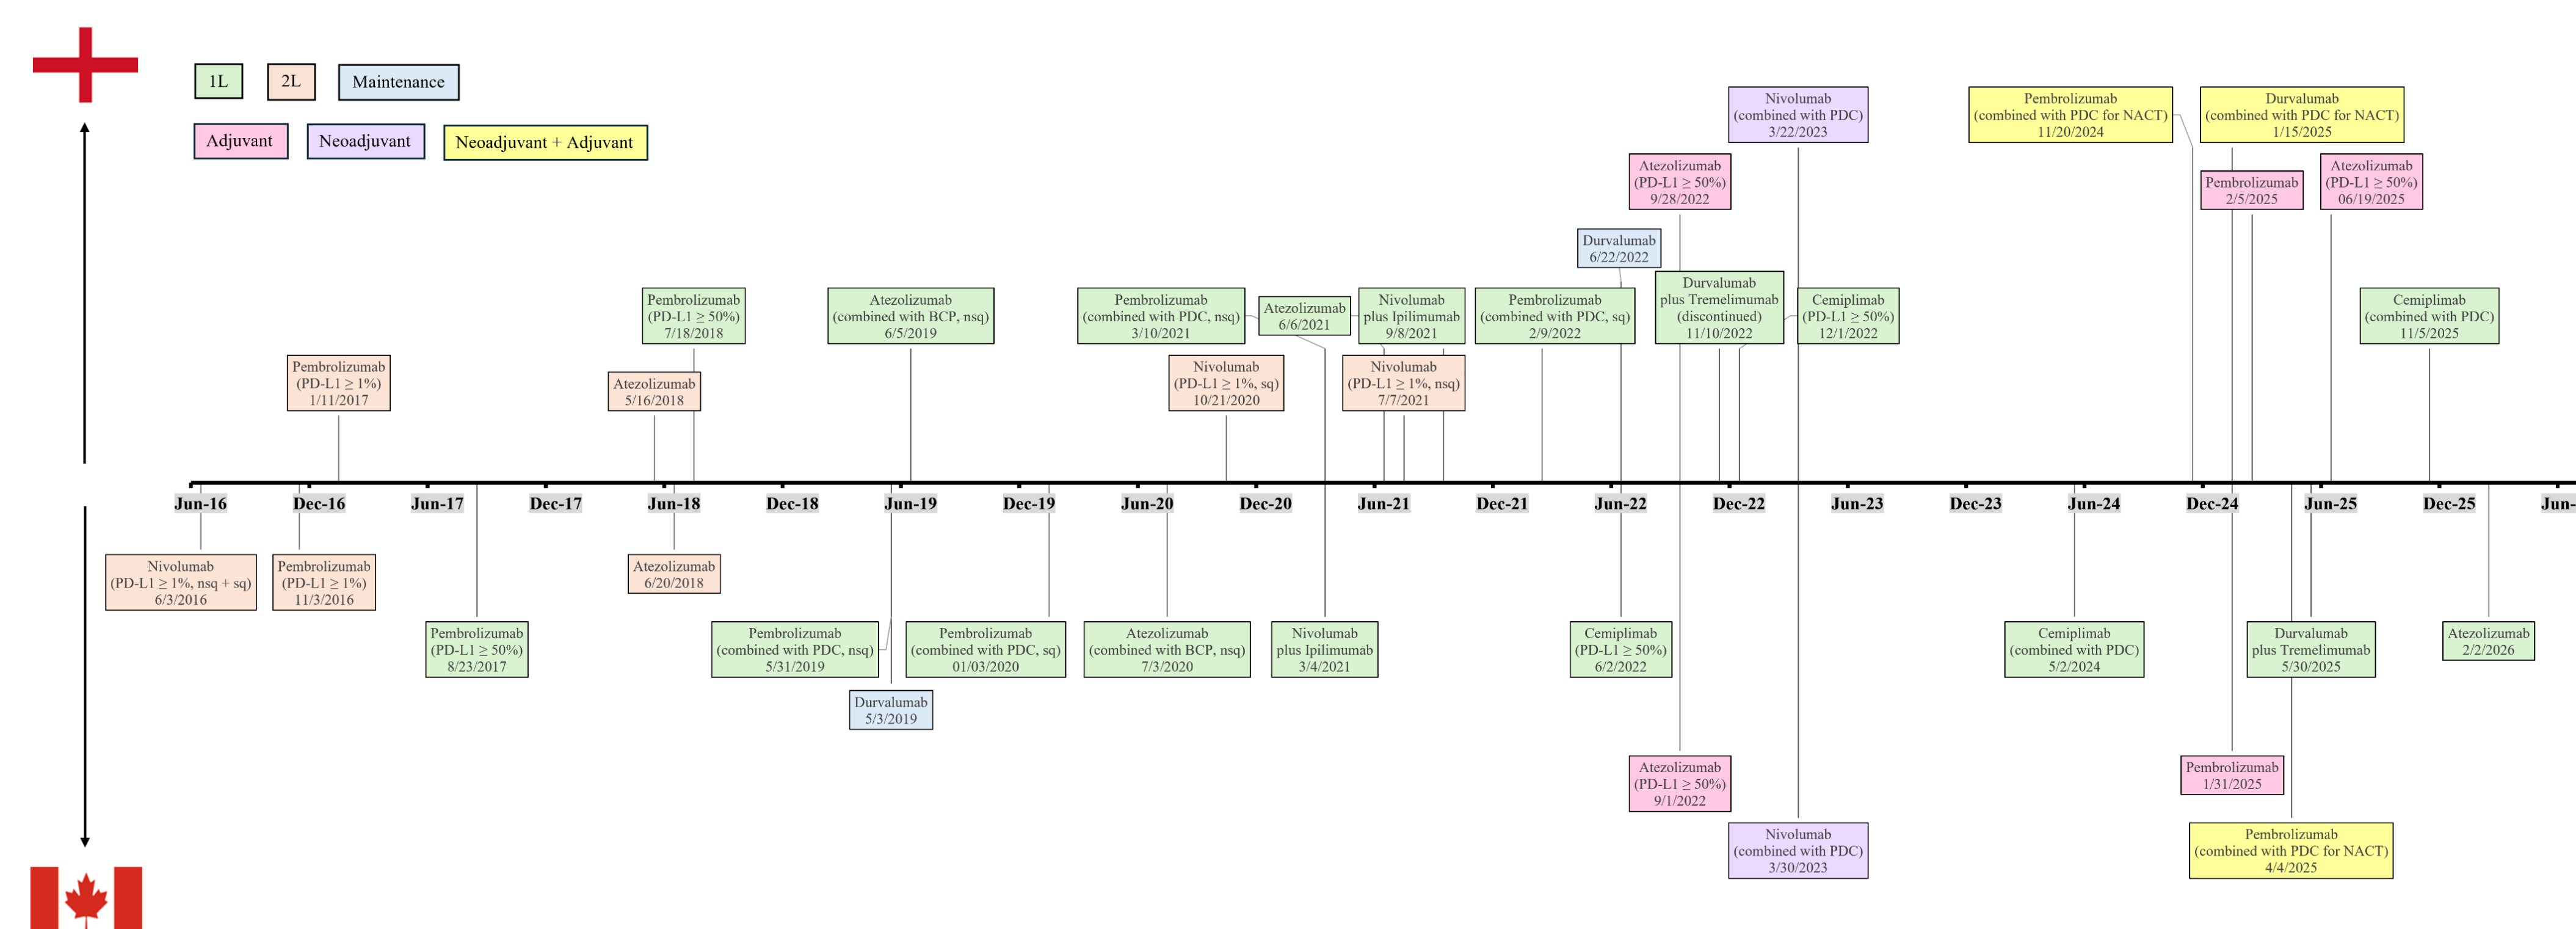 1L
2L
Maintenance
Adjuvant
Neoadjuvant
Neoadjuvant + Adjuvant
Nivolumab
(combined with PDC)
3/22/2023
Pembrolizumab
(combined with PDC for NACT)
11/20/2024
Durvalumab
(combined with PDC for NACT)
1/15/2025
Atezolizumab
(PD-L1 ≥ 50%)
9/28/2022
Pembrolizumab
2/5/2025
Atezolizumab
(PD-L1 ≥ 50%)
06/19/2025
Durvalumab
6/22/2022
Pembrolizumab
(PD-L1 ≥ 50%)
7/18/2018
Atezolizumab
(combined with BCP, nsq)
6/5/2019
Pembrolizumab
(combined with PDC, nsq)
3/10/2021
Atezolizumab
6/6/2021
Nivolumab
plus Ipilimumab
9/8/2021
Pembrolizumab
(combined with PDC, sq)
2/9/2022
Durvalumab
plus Tremelimumab
(discontinued)
11/10/2022
Cemiplimab
(PD-L1 ≥ 50%)
12/1/2022
Cemiplimab
(combined with PDC)
11/5/2025
Pembrolizumab
(PD-L1 ≥ 1%)
1/11/2017
Atezolizumab
5/16/2018
Nivolumab
(PD-L1 ≥ 1%, sq)
10/21/2020
Nivolumab
(PD-L1 ≥ 1%, nsq)
7/7/2021
Jun-16
Dec-16
Jun-17
Dec-17
Jun-18
Dec-18
Jun-19
Dec-19
Jun-20
Dec-20
Jun-21
Dec-21
Jun-22
Dec-22
Jun-23
Dec-23
Jun-24
Dec-24
Jun-25
Dec-25
Jun-
Nivolumab
(PD-L1 ≥ 1%, nsq + sq)
6/3/2016
Pembrolizumab
(PD-L1 ≥ 1%)
11/3/2016
Atezolizumab
6/20/2018
Pembrolizumab
(PD-L1 ≥ 50%)
8/23/2017
Pembrolizumab
(combined with PDC, nsq)
5/31/2019
Pembrolizumab
(combined with PDC, sq)
01/03/2020
Atezolizumab
(combined with BCP, nsq)
7/3/2020
Nivolumab
plus Ipilimumab
3/4/2021
Cemiplimab
(PD-L1 ≥ 50%)
6/2/2022
Cemiplimab
(combined with PDC)
5/2/2024
Durvalumab
plus Tremelimumab
5/30/2025
Atezolizumab
2/2/2026
Durvalumab
5/3/2019
Atezolizumab
(PD-L1 ≥ 50%)
9/1/2022
Pembrolizumab
1/31/2025
Nivolumab
(combined with PDC)
3/30/2023
Pembrolizumab
(combined with PDC for NACT)
4/4/2025